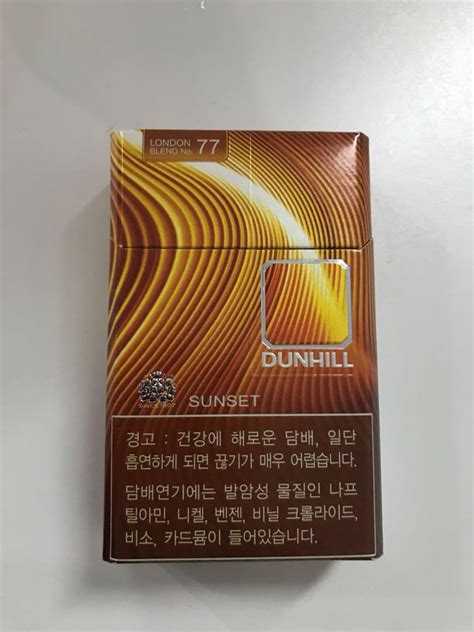 LONDON
BLEND No. 77
DUNHILL
SINCE 1907
SUNSET
경고 : 건강에 해로운 담배, 일단
흡연하게 되면 끊기가 매우 어렵습니다.
담배연기에는 발암성 물질인 나프
틸아민, 니켈, 벤젠, 비닐 크롤라이드,
비소, 카드뮴이 들어있습니다.